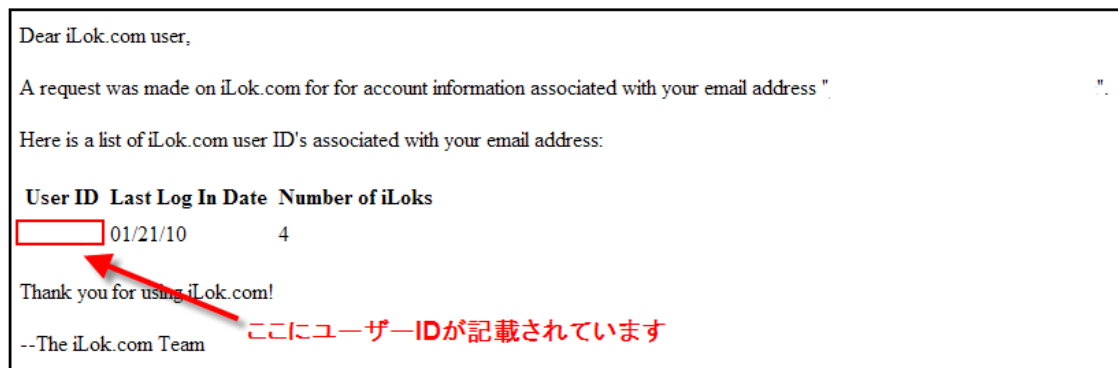 Dear iLok.com user,
A request was made on iLok.com for for account information associated with your email address " ".
Here is a list of iLok.com user ID's associated with your email address:
User ID Last Log In Date Number of iLoks
01/21/10 4
Thank you for using iLok.com!
ここにユーザーIDが記載されています
--The iLok.com Team